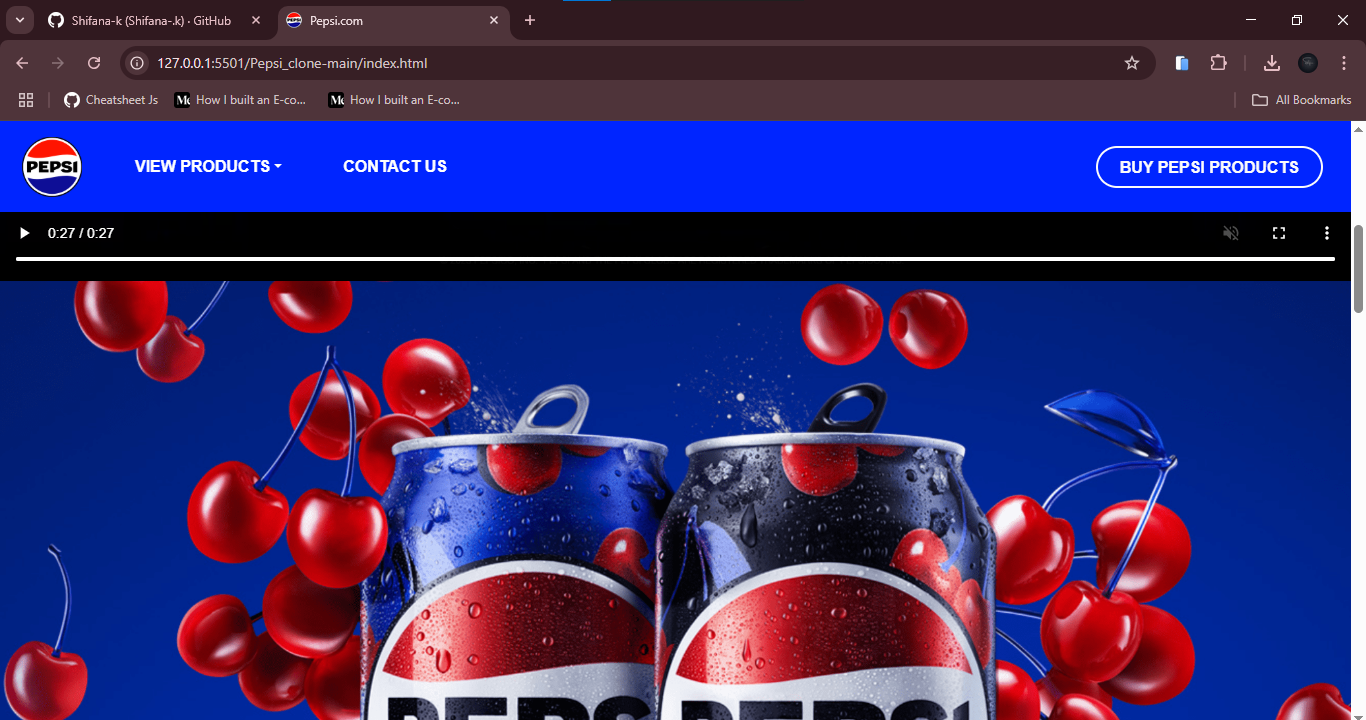 Shifana-k (Shifana-.k) · GitHub
Pepsi.com
127.0.0.1:5501/Pepsi_clone-main/index.html
Cheatsheet Js
How I built an E-co...
How I built an E-co...
All Bookmarks
PEPSI
VIEW PRODUCTS
CONTACT US
BUY PEPSI PRODUCTS
0:27 / 0:27
PEPSI
PEPSI